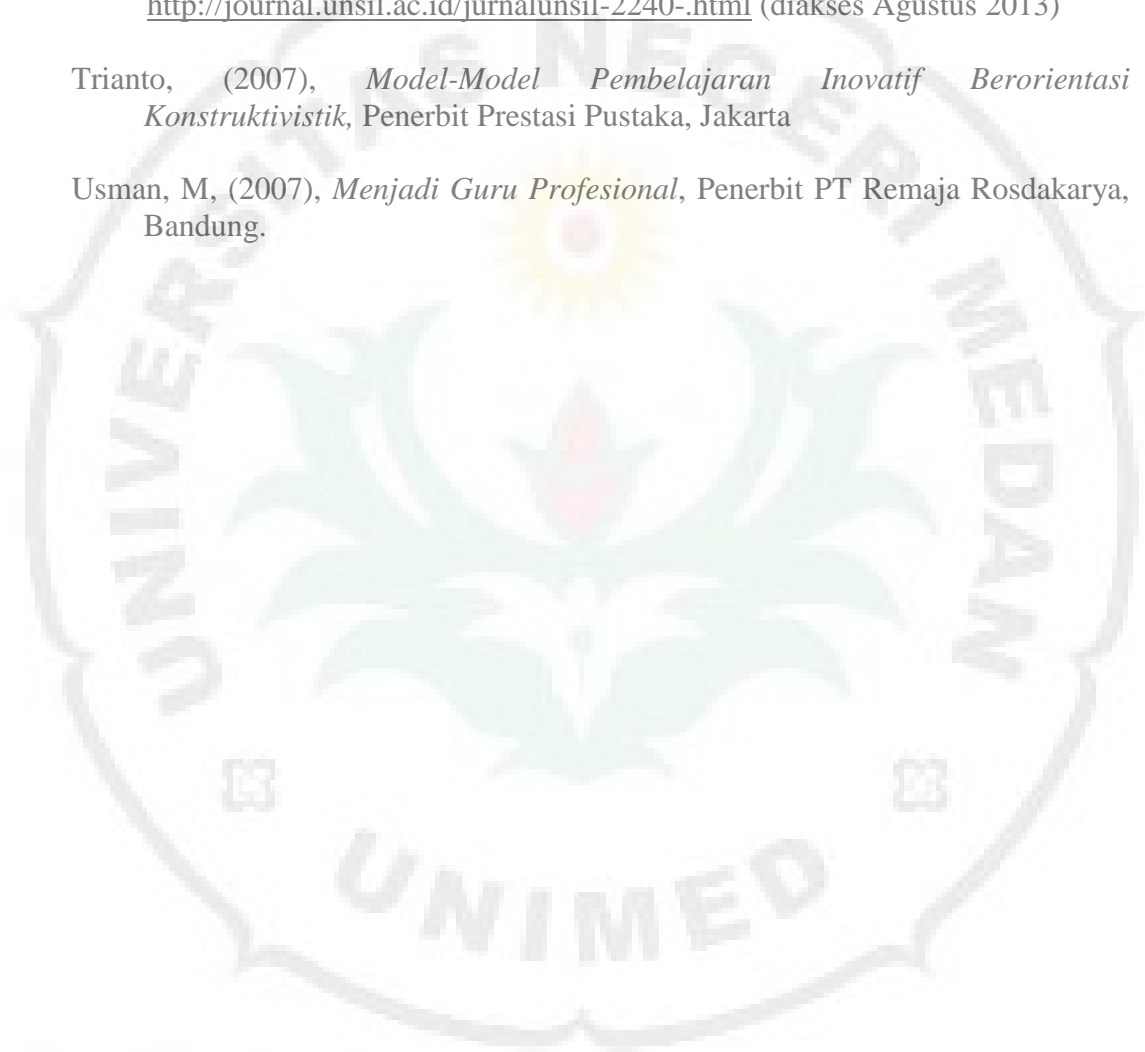 http://journal.unsil.ac.id/jurnalunsil-2240-.html (diakses Agustus 2013)
Trianto, (2007), Model-Model Pembelajaran Inovatif Berorientasi
Konstruktivistik, Penerbit Prestasi Pustaka, Jakarta
Usman, M, (2007), Menjadi Guru Profesional, Penerbit PT Remaja Rosdakarya,
Bandung.
UNIVERSITAS NEGERI MEDAN
UNIMED